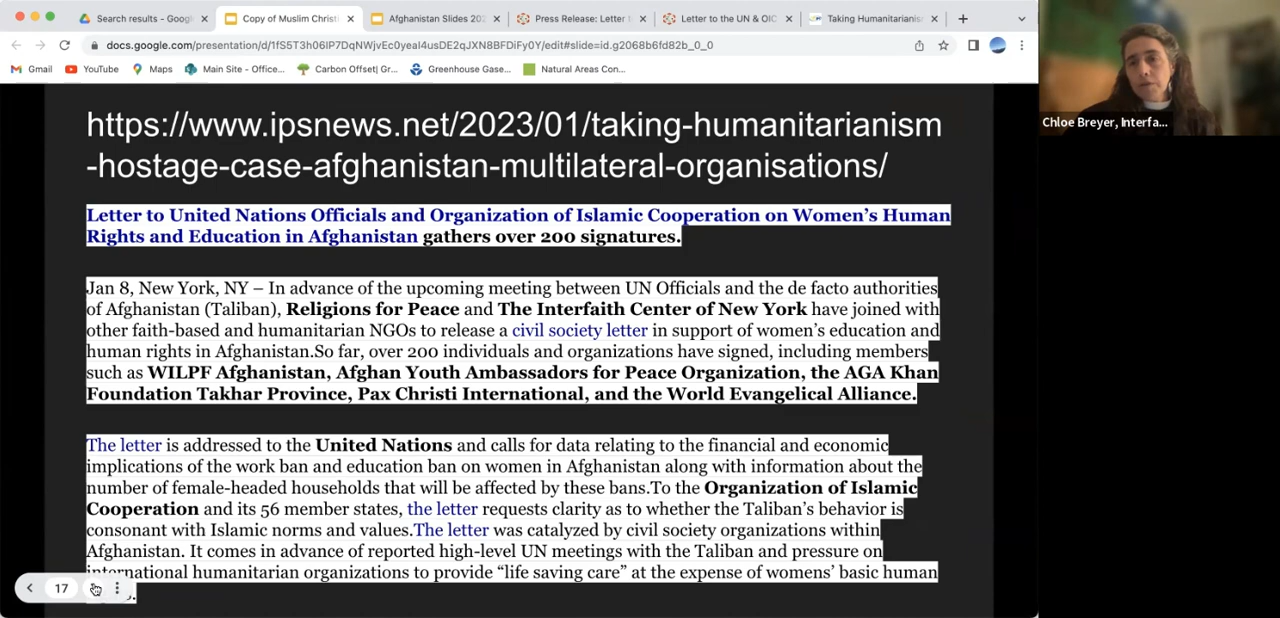 Search results - Googl
Copy of Muslim Christi
Afghanistan Slides 202
Press Release: Letter t
Letter to the UN & OIC
Taking Humanitarianis
docs.google.com/presentation/d/1fS5T3h06IP7DqNWjvEc0yeaI4usDE2qJXN8BFDiFy0Y/edit#slide=id.g2068b6fd82b_0_0
Gmail
YouTube
Maps
Main Site - Office...
Carbon Offset| Gr...
Greenhouse Gase...
Natural Areas Con...
https://www.ipsnews.net/2023/01/taking-humanitarianism
-hostage-case-afghanistan-multilateral-organisations/
Letter to United Nations Officials and Organization of Islamic Cooperation on Women's Human
Rights and Education in Afghanistan gathers over 200 signatures.
Jan 8, New York, NY – In advance of the upcoming meeting between UN Officials and the de facto authorities
of Afghanistan (Taliban), Religions for Peace and The Interfaith Center of New York have joined with
other faith-based and humanitarian NGOs to release a civil society letter in support of women's education and
human rights in Afghanistan.So far, over 200 individuals and organizations have signed, including members
such as WILPF Afghanistan, Afghan Youth Ambassadors for Peace Organization, the AGA Khan
Foundation Takhar Province, Pax Christi International, and the World Evangelical Alliance.
The letter is addressed to the United Nations and calls for data relating to the financial and economic
implications of the work ban and education ban on women in Afghanistan along with information about the
number of female-headed households that will be affected by these bans.To the Organization of Islamic
Cooperation and its 56 member states, the letter requests clarity as to whether the Taliban's behavior is
consonant with Islamic norms and values.The letter was catalyzed by civil society organizations within
Afghanistan. It comes in advance of reported high-level UN meetings with the Taliban and pressure on
international humanitarian organizations to provide "life saving care" at the expense of womens' basic human
17
Chloe Breyer, Interfa...